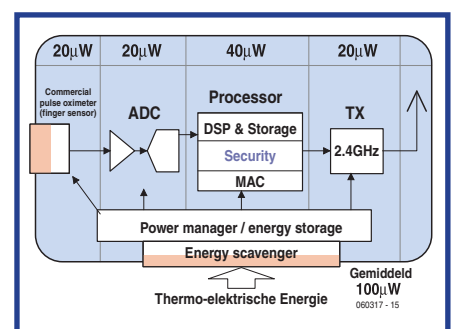 20µW 20µW 40µW 20µW
Commercial
pulse oximeter
(finger sensor)
ADC
Processor
TX
DSP & Storage
Security
MAC
2.4GHz
Power manager / energy storage
Energy scavenger
Thermo-elektrische Energie
Gemiddeld
100µW
060317 - 15